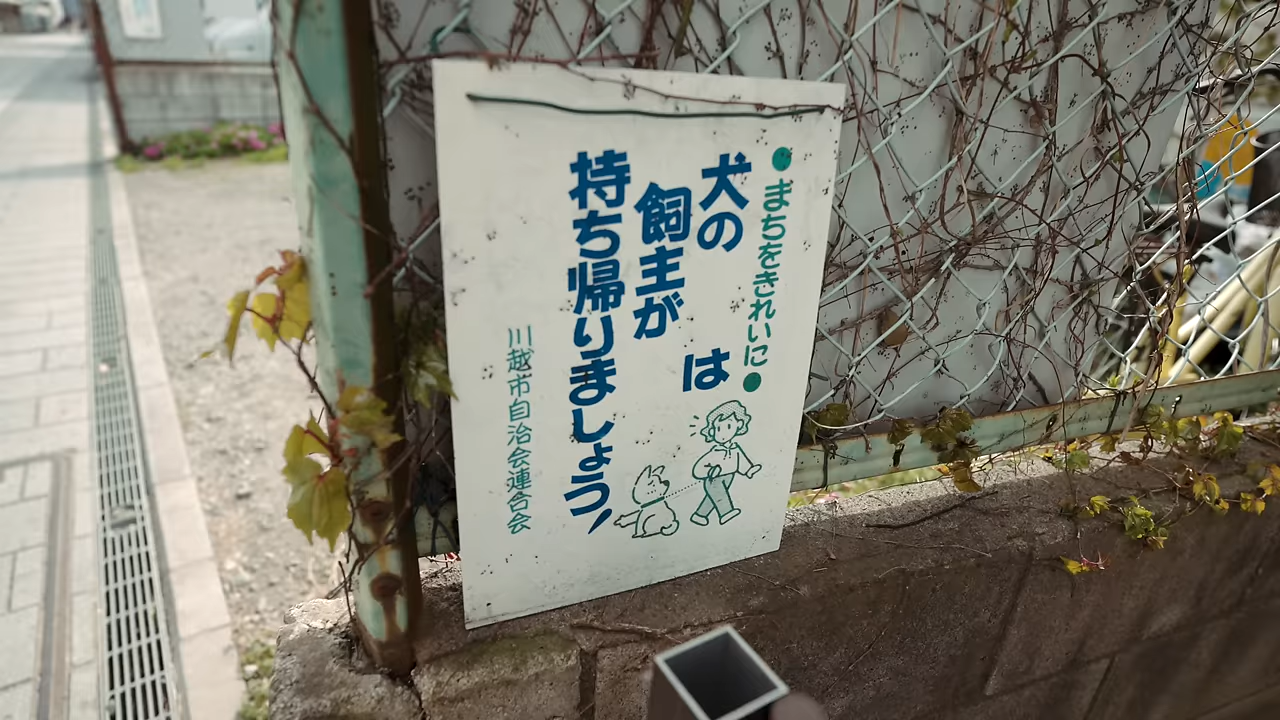 ●まちをきれいに●
犬の は
飼主が
持ち帰りましょう!
川越市自治会連合会